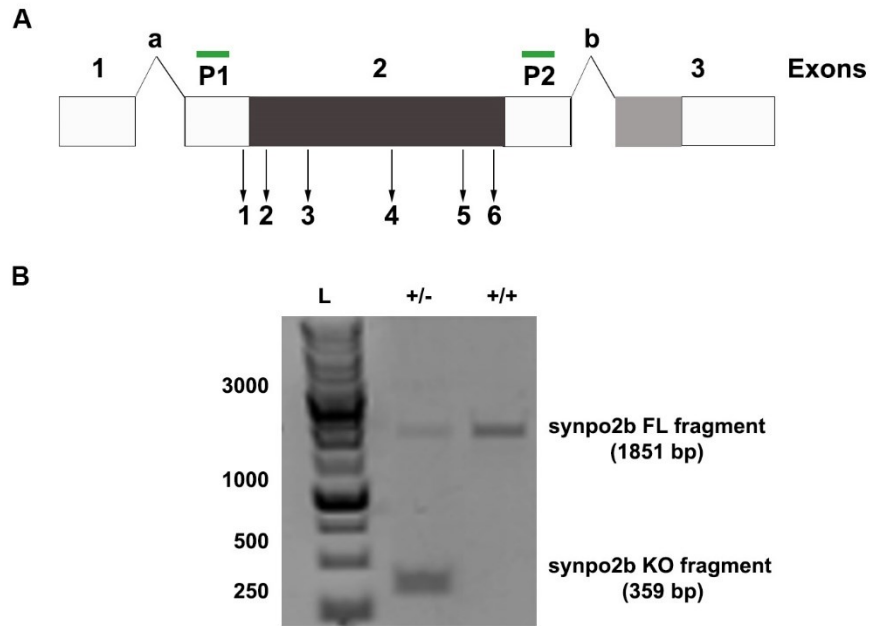 A
a b
1 P1 2 P2 3 Exons
1 2 3 4 5 6
B
L +/- +/+
3000
synpo2b FL fragment
(1851 bp)
1000
500
synpo2b KO fragment
250
(359 bp)